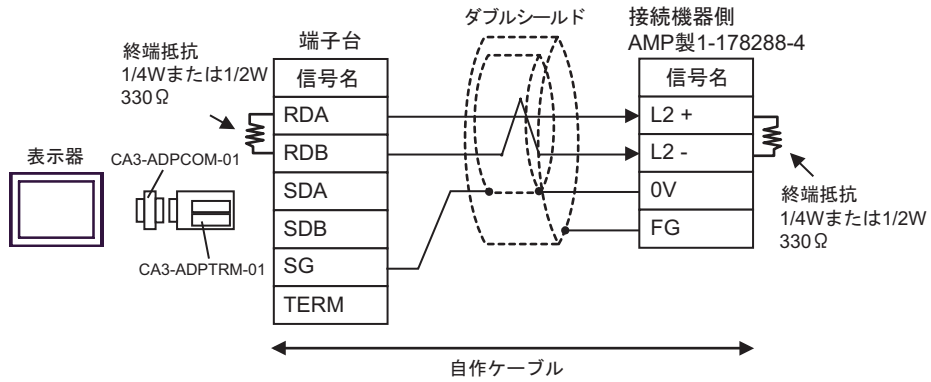 ダブルシールド
接続機器側
AMP製1-178288-4
端子台
終端抵抗
1/4Wまたは1/2W
330Ω
信号名
信号名
RDA
L2 +
RDB
L2 -
表示器
CA3-ADPCOM-01
SDA
0V
終端抵抗
1/4Wまたは1/2W
330Ω
SDB
FG
CA3-ADPTRM-01
SG
TERM
自作ケーブル